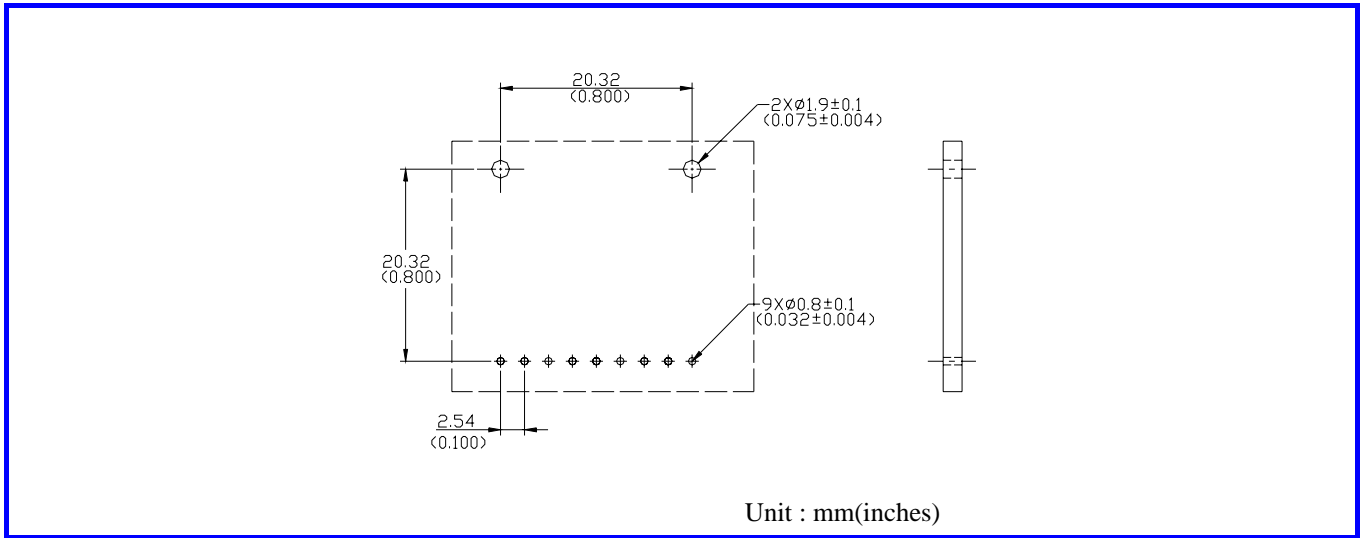 20.32
(0.800)
2XØ1.9±0.1
(0.075±0.004)
20.32
(0.800)
9XØ0.8±0.1
(0.032±0.004)
2.54
(0.100)
Unit : mm(inches)